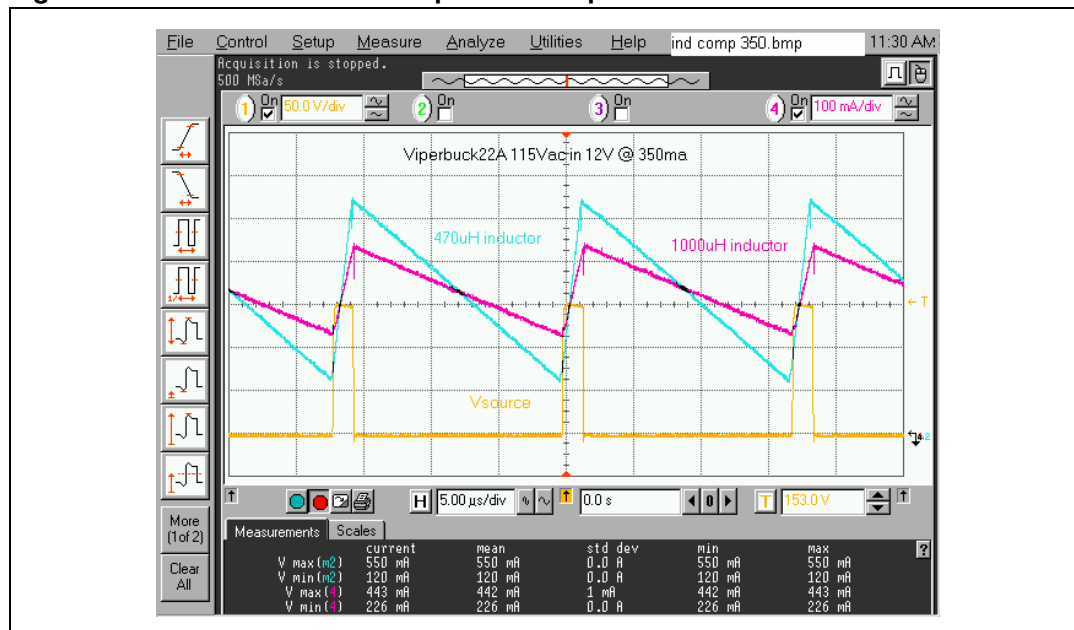 File Control Setup Measure Analyze Utilities Help ind comp 350.bmp 11:30 AM
Acquisition is stopped.
500 MSa/s
1 On 50.0 V/div 2 On 3 On 4 On 100 mA/div
Viperbuck22A 115Vac in 12V @ 350ma
470uH inductor
1000uH inductor
T
Vsource
H 5.00 µs/div 0.0 s 0 T 153.0 V
More
(1 of 2)
Clear
All
Measurements Scales ?
current mean std dev min max
V max(m2) 550 mA 550 mA 0.0 A 550 mA 550 mA
V min(m2) 120 mA 120 mA 0.0 A 120 mA 120 mA
V max(4) 443 mA 442 mA 1 mA 442 mA 443 mA
V min(4) 226 mA 226 mA 0.0 A 226 mA 226 mA